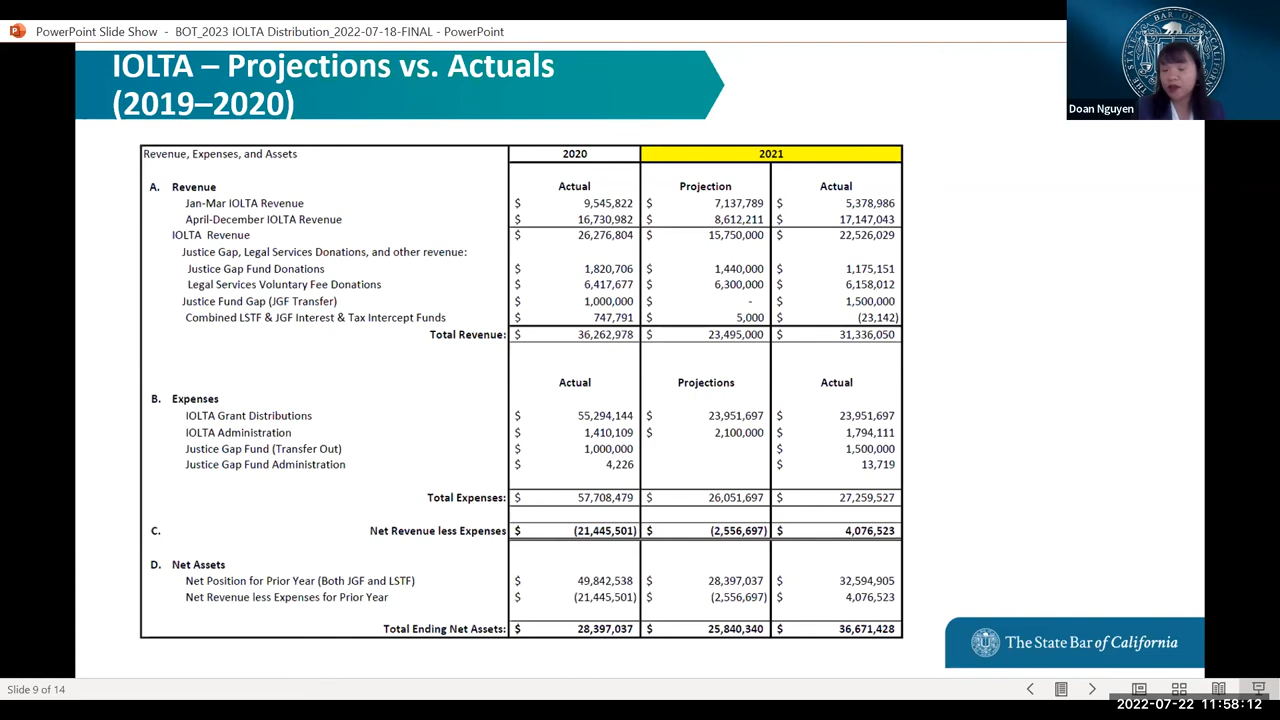 PowerPoint Slide Show - BOT_2023 IOLTA Distribution_2022-07-18-FINAL - PowerPoint
IOLTA – Projections vs. Actuals
(2019–2020)
Doan Nguyen
Revenue, Expenses, and Assets 2020 2021
A. Revenue Actual Projection Actual
Jan-Mar IOLTA Revenue $ 9,545,822 $ 7,137,789 $ 5,378,986
April-December IOLTA Revenue $ 16,730,982 $ 8,612,211 $ 17,147,043
IOLTA Revenue $ 26,276,804 $ 15,750,000 $ 22,526,029
Justice Gap, Legal Services Donations, and other revenue:
Justice Gap Fund Donations $ 1,820,706 $ 1,440,000 $ 1,175,151
Legal Services Voluntary Fee Donations $ 6,417,677 $ 6,300,000 $ 6,158,012
Justice Fund Gap (JGF Transfer) $ 1,000,000 $ - $ 1,500,000
Combined LSTF & JGF Interest & Tax Intercept Funds $ 747,791 $ 5,000 $ (23,142)
Total Revenue: $ 36,262,978 $ 23,495,000 $ 31,336,050
Actual Projections Actual
B. Expenses
IOLTA Grant Distributions $ 55,294,144 $ 23,951,697 $ 23,951,697
IOLTA Administration $ 1,410,109 $ 2,100,000 $ 1,794,111
Justice Gap Fund (Transfer Out) $ 1,000,000 $ 1,500,000
Justice Gap Fund Administration $ 4,226 $ 13,719
Total Expenses: $ 57,708,479 $ 26,051,697 $ 27,259,527
C. Net Revenue less Expenses $ (21,445,501) $ (2,556,697) $ 4,076,523
D. Net Assets
Net Position for Prior Year (Both JGF and LSTF) $ 49,842,538 $ 28,397,037 $ 32,594,905
Net Revenue less Expenses for Prior Year $ (21,445,501) $ (2,556,697) $ 4,076,523
Total Ending Net Assets: $ 28,397,037 $ 25,840,340 $ 36,671,428
The State Bar of California
Slide 9 of 14
2022-07-22 11:58:12